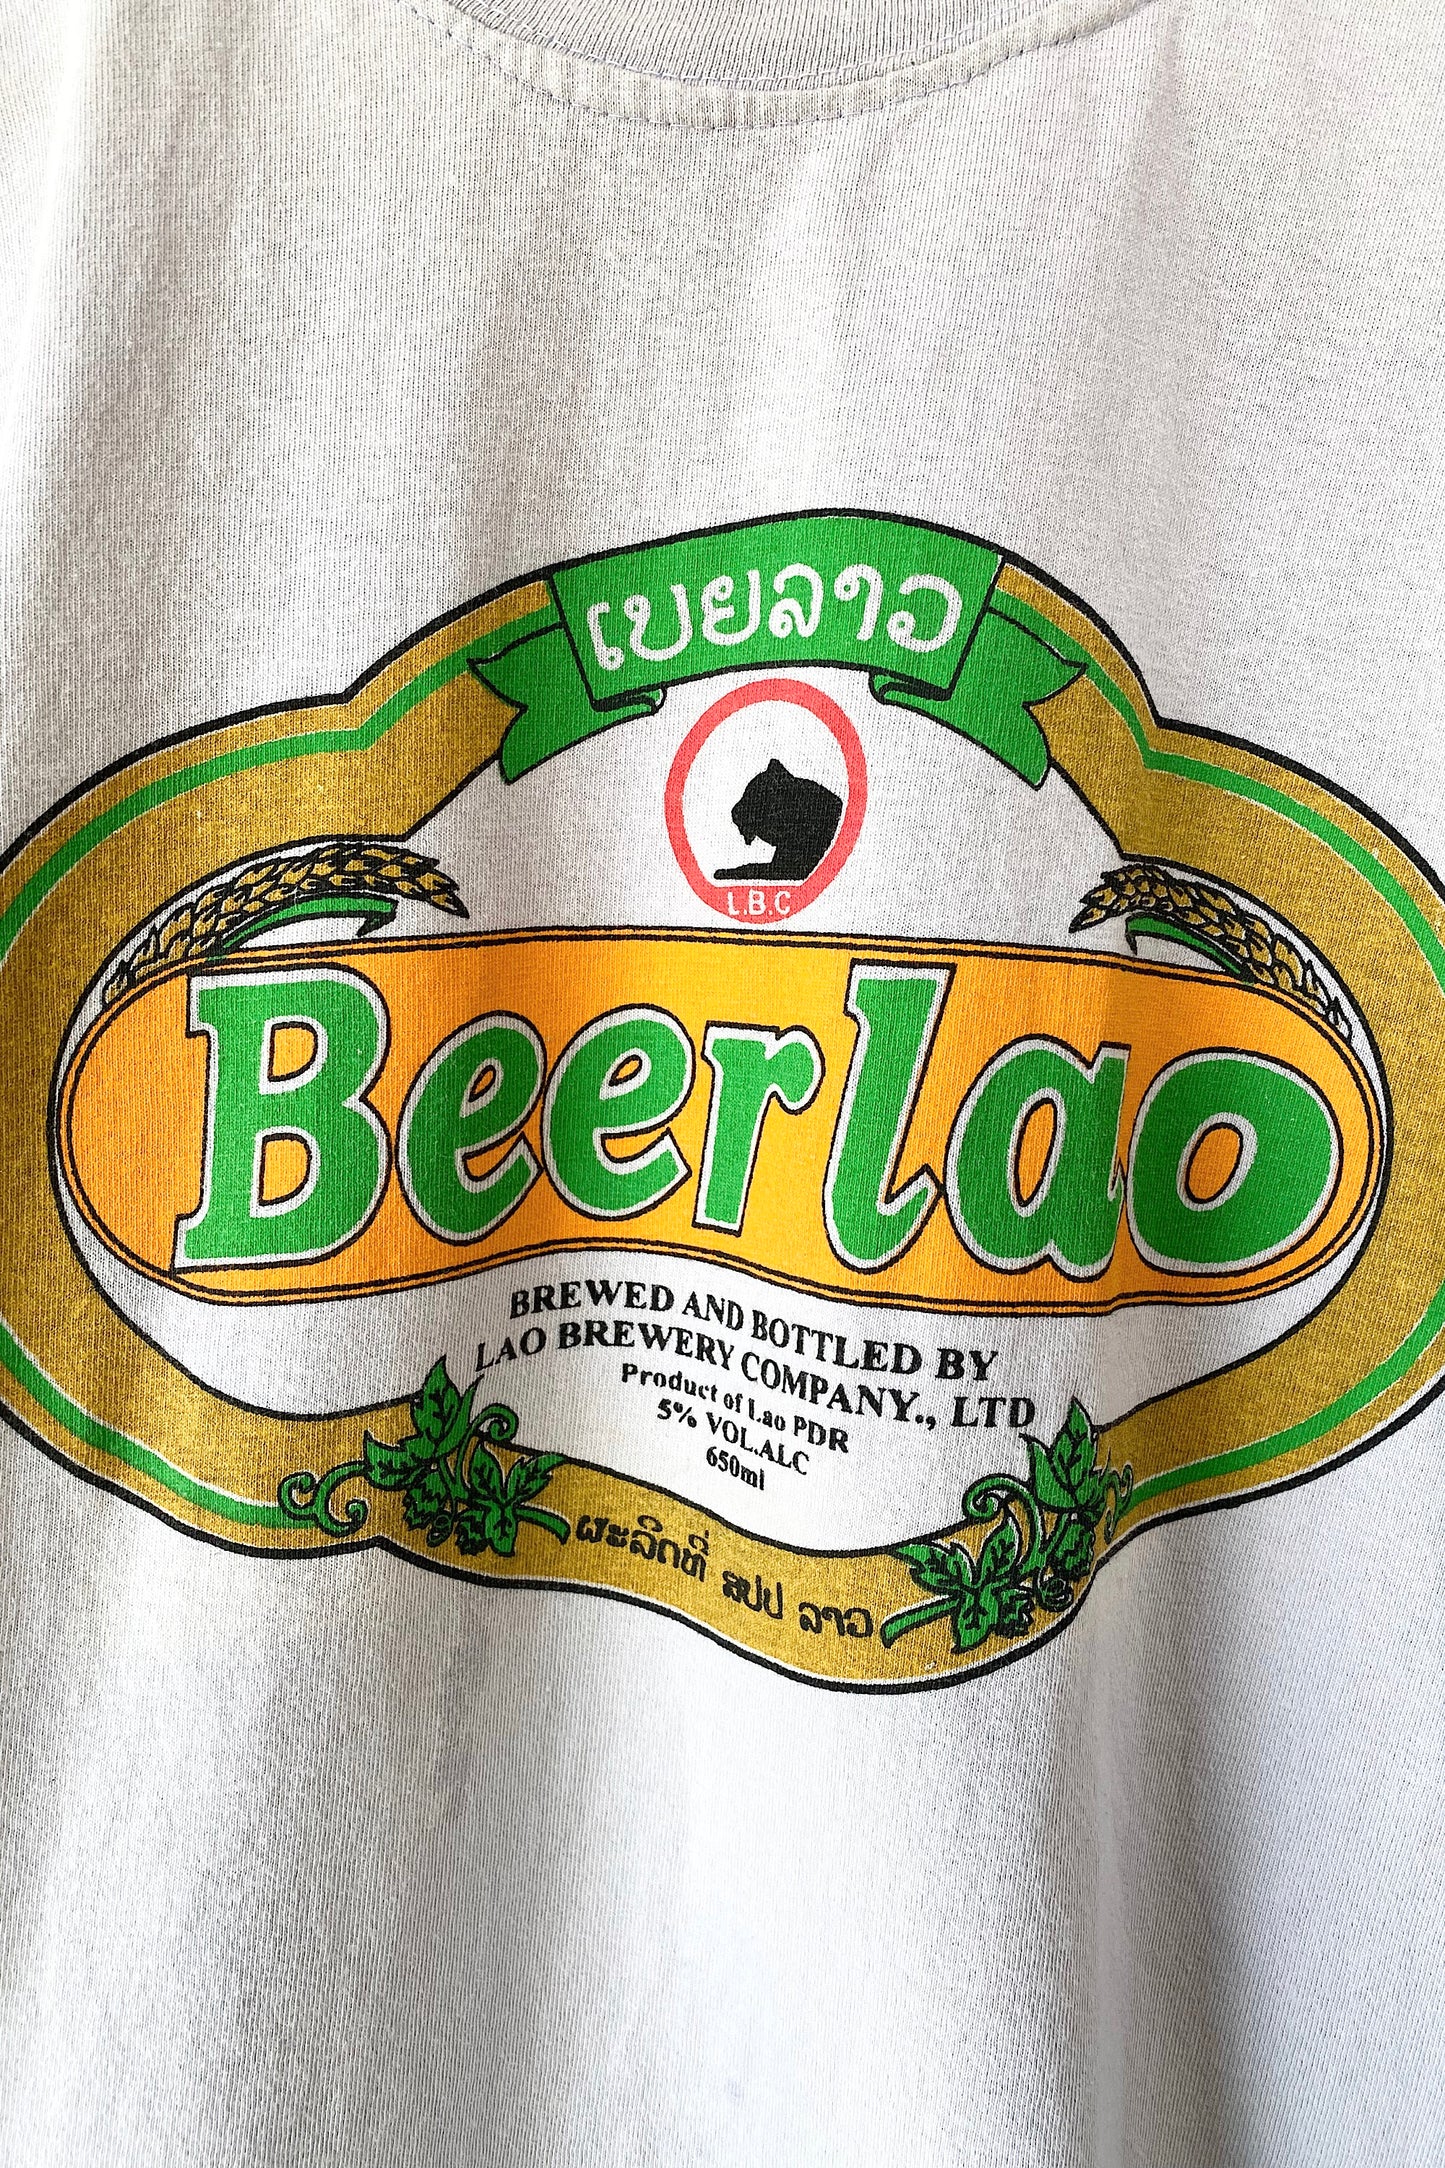 ເບຍລາວ
L.B.C
Beerlao
BREWED AND BOTTLED BY
LAO BREWERY COMPANY., LTD
Product of Lao PDR
5% VOL.ALC
650ml
ຜະລິດທີ່ ສປປ ລາວ